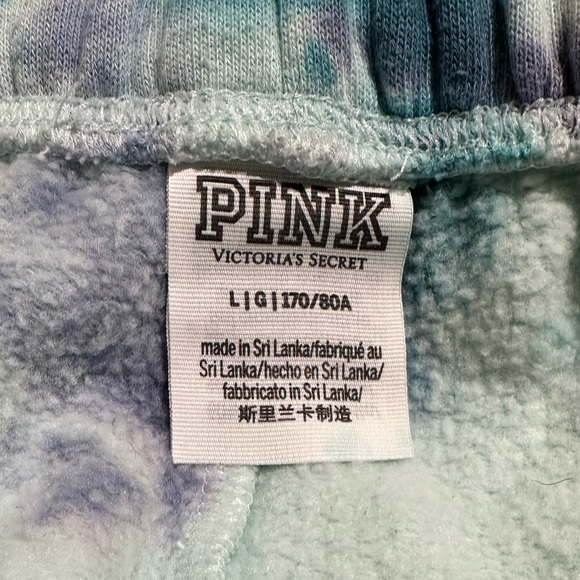 PINK
VICTORIA'S SECRET
L|G|170/80A
made in Sri Lanka/fabriqué au
Sri Lanka/hecho en Sri Lanka/
fabbricato in Sri Lanka/
斯里兰卡制造